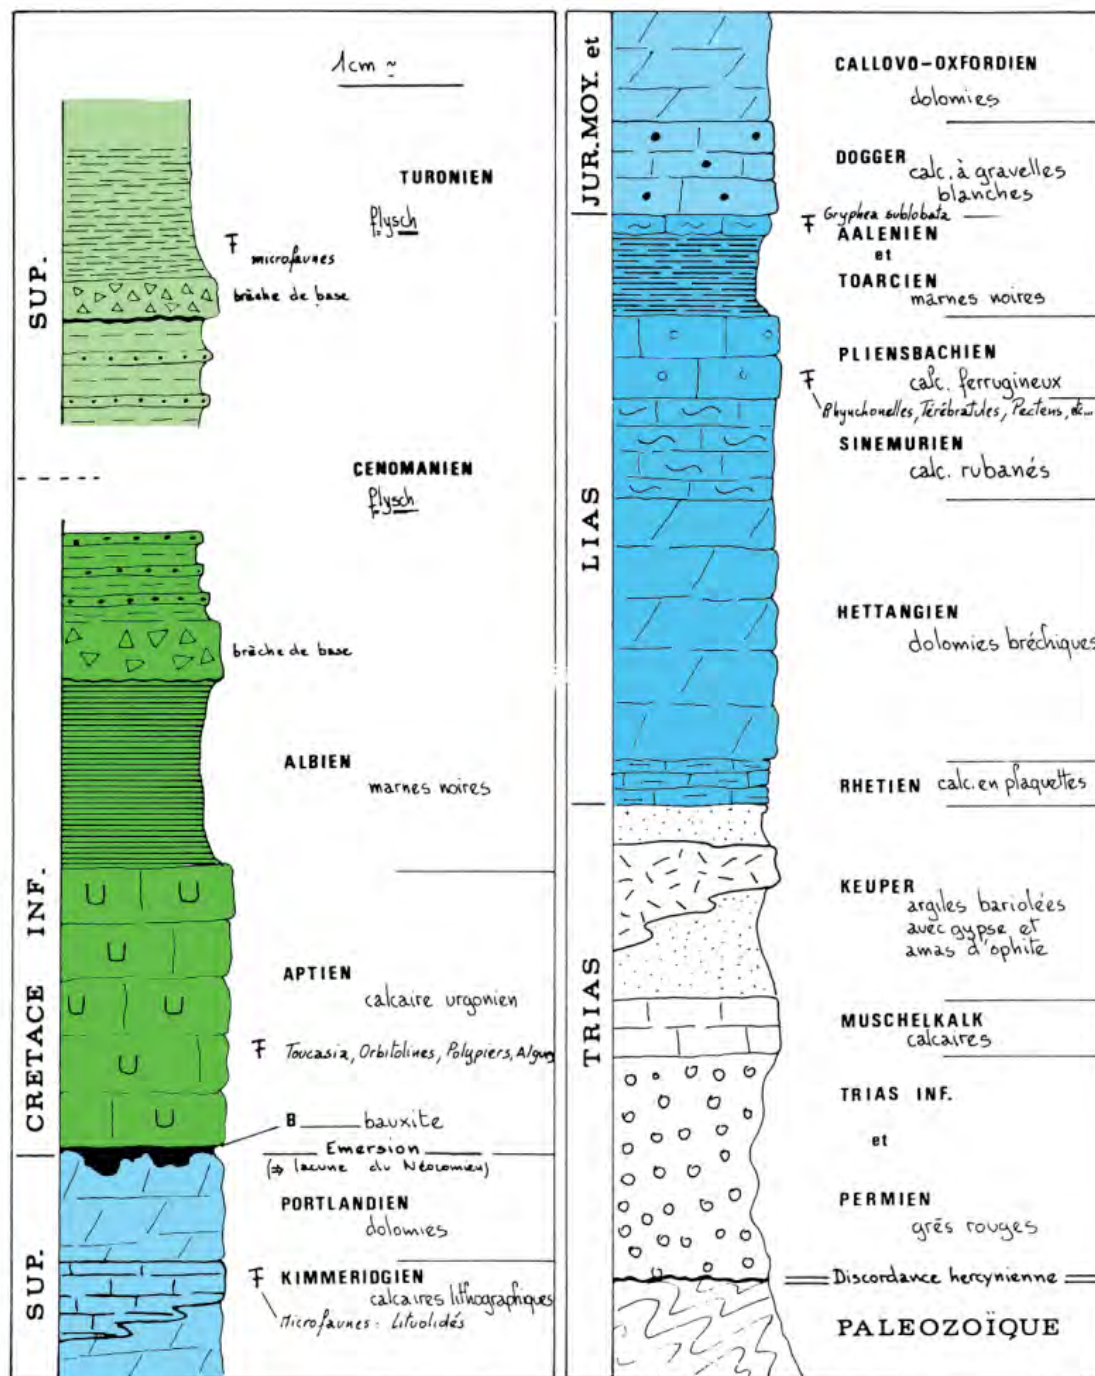 1cm ≃
SUP.
TURONIEN
flysch
F microfaunes
brèche de base
CENOMANIEN
flysch
brèche de base
CRETACE INF.
ALBIEN
marnes noires
APTIEN
calcaire urgonien
F Toucasia, Orbitolines, Polypiers, Algues
B bauxite
Emersion
(⇒ lacune du Néocomien)
SUP.
PORTLANDIEN
dolomies
F KIMMERIDGIEN
calcaires lithographiques
Microfaunes: Lituolidés
JUR. MOY. et
CALLOVO-OXFORDIEN
dolomies
DOGGER
calc. à gravelles
blanches
F Gryphea sublobata
AALENIEN
et
TOARCIEN
marnes noires
LIAS
PLIENSBACHIEN
calc. ferrugineux
F
Rhynchonelles, Térébratules, Pectens, etc...
SINEMURIEN
calc. rubanés
HETTANGIEN
dolomies bréchiques
RHETIEN calc. en plaquettes
TRIAS
KEUPER
argiles bariolées
avec gypse et
amas d'ophite
MUSCHELKALK
calcaires
TRIAS INF.
et
PERMIEN
grés rouges
Discordance hercynienne
PALEOZOÏQUE